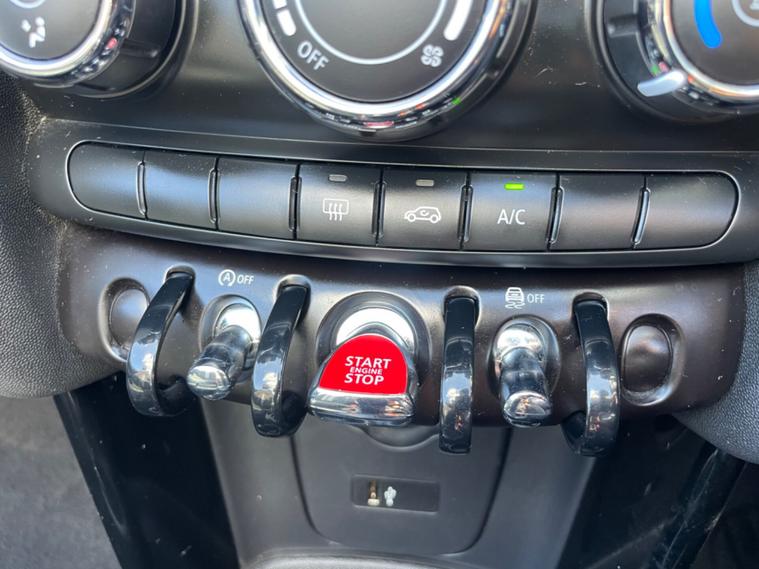 OFF
A/C
A OFF
OFF
START
ENGINE
STOP